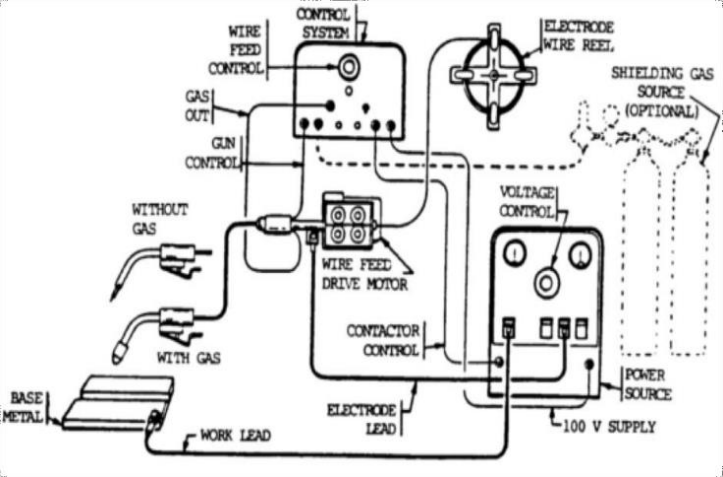 CONTROL
SYSTEM
WIRE
FEED
CONTROL
ELECTRODE
WIRE REEL
SHIELDING GAS
SOURCE
(OPTIONAL)
GAS
OUT
GUN
CONTROL
VOLTAGE
CONTROL
WITHOUT
GAS
WIRE FEED
DRIVE MOTOR
CONTACTOR
CONTROL
WITH GAS
BASE
METAL
POWER
SOURCE
ELECTRODE
LEAD
WORK LEAD
100 V SUPPLY